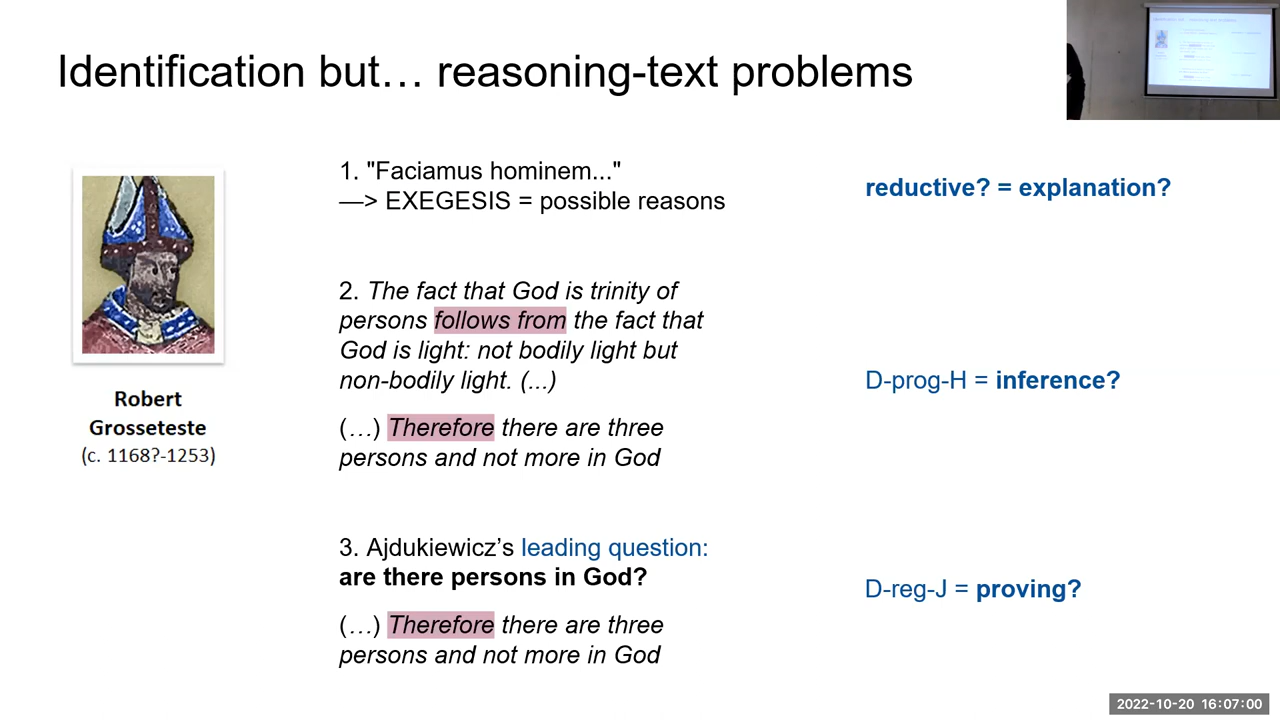 Identification but… reasoning-text problems
Robert
Grosseteste
(c. 1168?-1253)
1. "Faciamus hominem..."
—> EXEGESIS = possible reasons
reductive? = explanation?
2. The fact that God is trinity of
persons follows from the fact that
God is light: not bodily light but
non-bodily light. (...)
(…) Therefore there are three
persons and not more in God
D-prog-H = inference?
3. Ajdukiewicz’s leading question:
are there persons in God?
(…) Therefore there are three
persons and not more in God
D-reg-J = proving?
2022-10-20 16:07:00